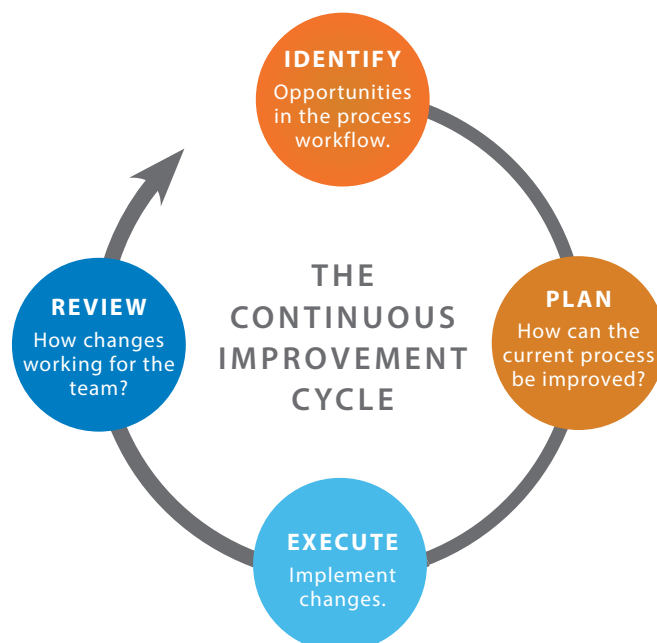 IDENTIFY
Opportunities
in the process
workflow.
THE
CONTINUOUS
IMPROVEMENT
CYCLE
PLAN
How can the
current process
be improved?
EXECUTE
Implement
changes.
REVIEW
How changes
working for the
team?